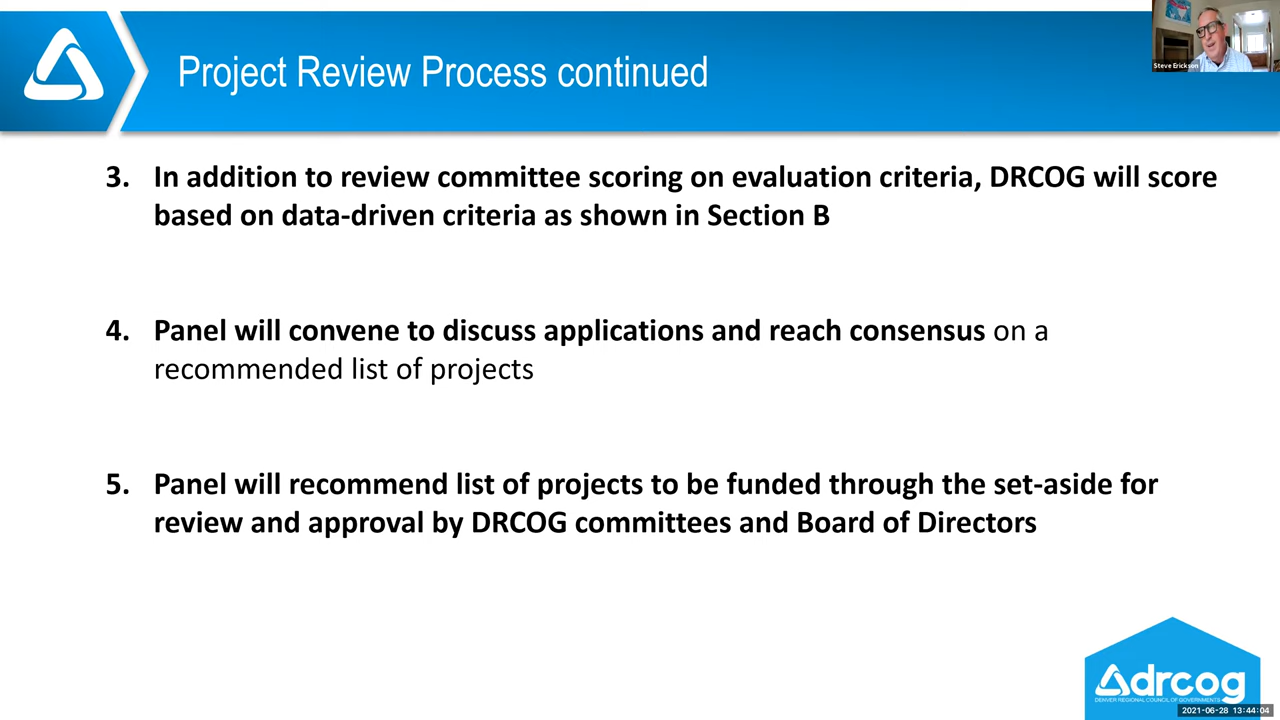 Project Review Process continued
Steve Erickson
3. In addition to review committee scoring on evaluation criteria, DRCOG will score
based on data-driven criteria as shown in Section B
4. Panel will convene to discuss applications and reach consensus on a
recommended list of projects
5. Panel will recommend list of projects to be funded through the set-aside for
review and approval by DRCOG committees and Board of Directors
drcog
DENVER REGIONAL COUNCIL OF GOVERNMENTS
2021-06-28 13:44:04